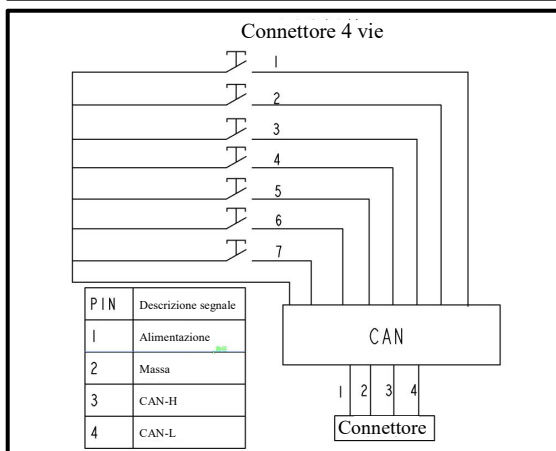 Connettore 4 vie
1
2
3
4
5
6
7
PIN Descrizione segnale
1 Alimentazione
2 Massa
3 CAN-H
4 CAN-L
CAN
1 2 3 4
Connettore